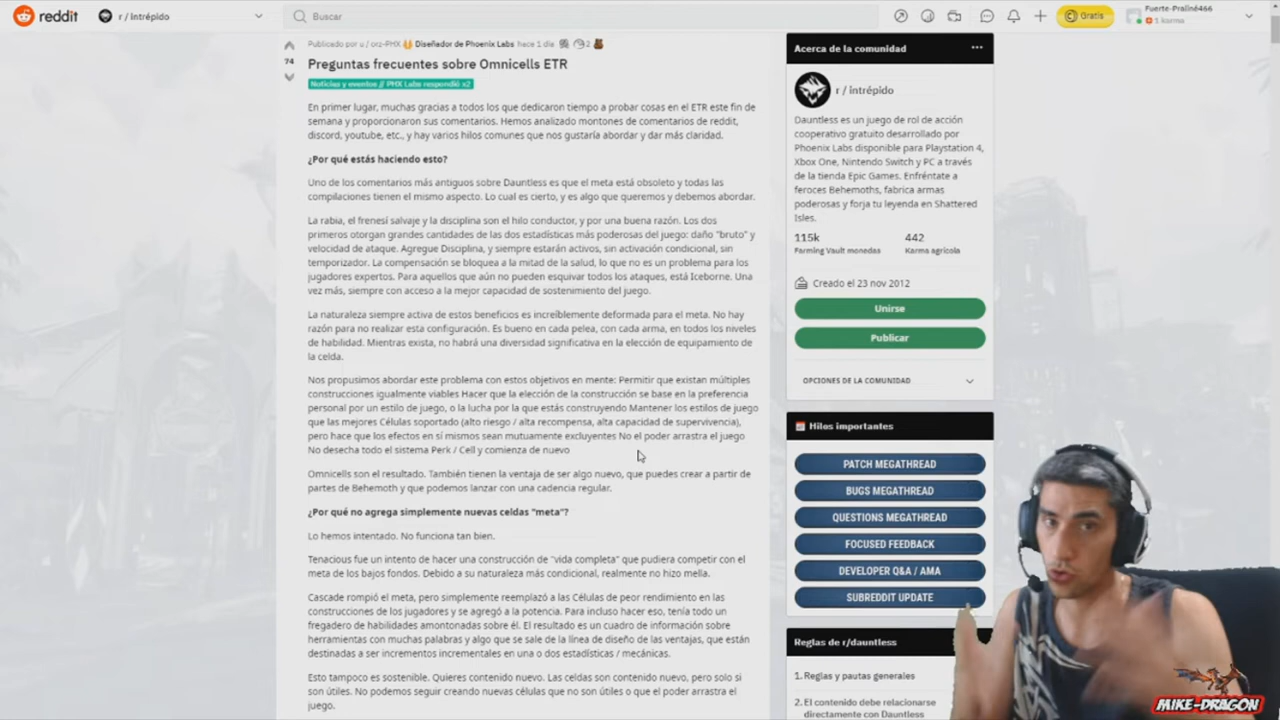 reddit
r / intrépido
Buscar
Gratis
Fuerte-Praliné466
1 karma
Publicado por u / orz-PHX Diseñador de Phoenix Labs hace 1 día 2
74
Preguntas frecuentes sobre Omnicells ETR
Noticias y eventos // PHX Labs respondió x2
En primer lugar, muchas gracias a todos los que dedicaron tiempo a probar cosas en el ETR este fin de
semana y proporcionaron sus comentarios. Hemos analizado montones de comentarios de reddit,
discord, youtube, etc., y hay varios hilos comunes que nos gustaría abordar y dar más claridad.
¿Por qué estás haciendo esto?
Uno de los comentarios más antiguos sobre Dauntless es que el meta está obsoleto y todas las
compilaciones tienen el mismo aspecto. Lo cual es cierto, y es algo que queremos y debemos abordar.
La rabia, el frenesí salvaje y la disciplina son el hilo conductor, y por una buena razón. Los dos
primeros otorgan grandes cantidades de las dos estadísticas más poderosas del juego: daño "bruto" y
velocidad de ataque. Agregue Disciplina, y siempre estarán activos, sin activación condicional, sin
temporizador. La compensación se bloquea a la mitad de la salud, lo que no es un problema para los
jugadores expertos. Para aquellos que aún no pueden esquivar todos los ataques, está Iceborne. Una
vez más, siempre con acceso a la mejor capacidad de sostenimiento del juego.
La naturaleza siempre activa de estos beneficios es increíblemente deformada para el meta. No hay
razón para no realizar esta configuración. Es bueno en cada pelea, con cada arma, en todos los niveles
de habilidad. Mientras exista, no habrá una diversidad significativa en la elección de equipamiento de
la celda.
Nos propusimos abordar este problema con estos objetivos en mente: Permitir que existan múltiples
construcciones igualmente viables Hacer que la elección de la construcción se base en la preferencia
personal por un estilo de juego, o la lucha por la que estás construyendo Mantener los estilos de juego
que las mejores Células soportado (alto riesgo / alta recompensa, alta capacidad de supervivencia),
pero hace que los efectos en sí mismos sean mutuamente excluyentes No el poder arrastra el juego
No desecha todo el sistema Perk / Cell y comienza de nuevo
Omnicells son el resultado. También tienen la ventaja de ser algo nuevo, que puedes crear a partir de
partes de Behemoth y que podemos lanzar con una cadencia regular.
¿Por qué no agrega simplemente nuevas celdas "meta"?
Lo hemos intentado. No funciona tan bien.
Tenacious fue un intento de hacer una construcción de "vida completa" que pudiera competir con el
meta de los bajos fondos. Debido a su naturaleza más condicional, realmente no hizo mella.
Cascade rompió el meta, pero simplemente reemplazó a las Células de peor rendimiento en las
construcciones de los jugadores y se agregó a la potencia. Para incluso hacer eso, tenía todo un
fregadero de habilidades amontonadas sobre él. El resultado es un cuadro de información sobre
herramientas con muchas palabras y algo que se sale de la línea de diseño de las ventajas, que están
destinadas a ser incrementos incrementales en una o dos estadísticas / mecánicas.
Esto tampoco es sostenible. Quieres contenido nuevo. Las celdas son contenido nuevo, pero solo si
son útiles. No podemos seguir creando nuevas células que no son útiles o que el poder arrastra el
juego.
Acerca de la comunidad
r / intrépido
Dauntless es un juego de rol de acción
cooperativo gratuito desarrollado por
Phoenix Labs disponible para Playstation 4,
Xbox One, Nintendo Switch y PC a través
de la tienda Epic Games. Enfréntate a
feroces Behemoths, fabrica armas
poderosas y forja tu leyenda en Shattered
Isles.
115k 442
Farming Vault monedas Karma agrícola
Creado el 23 nov 2012
Unirse
Publicar
OPCIONES DE LA COMUNIDAD
Hilos importantes
PATCH MEGATHREAD
BUGS MEGATHREAD
QUESTIONS MEGATHREAD
FOCUSED FEEDBACK
DEVELOPER Q&A / AMA
SUBREDDIT UPDATE
Reglas de r/dauntless
1. Reglas y pautas generales
2. El contenido debe relacionarse
directamente con Dauntless
MIKE-DRAGON